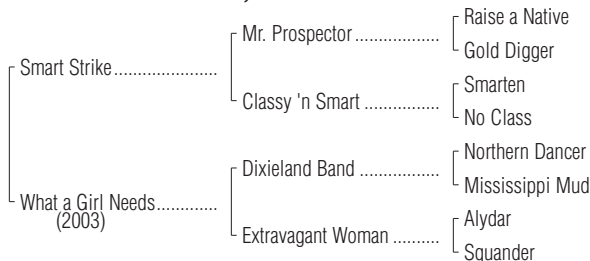 Raise a Native
Mr. Prospector .................
Gold Digger
Smart Strike......................
Smarten
Classy 'n Smart ................
No Class
Northern Dancer
Dixieland Band .................
Mississippi Mud
What a Girl Needs.............
(2003)
Alydar
Extravagant Woman ..........
Squander